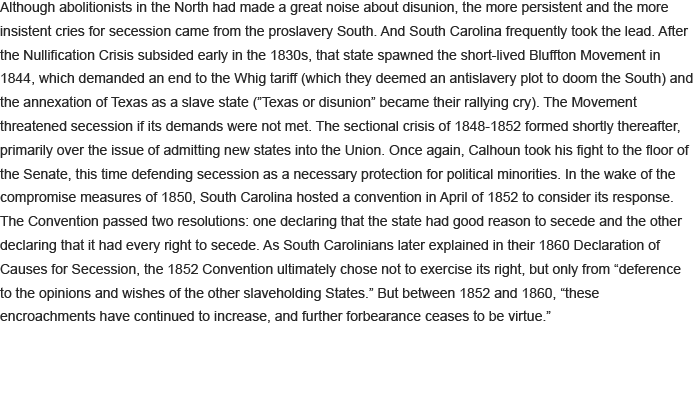 Although abolitionists in the North had made a great noise about disunion, the more persistent and the more
insistent cries for secession came from the proslavery South. And South Carolina frequently took the lead. After
the Nullification Crisis subsided early in the 1830s, that state spawned the short-lived Bluffton Movement in
1844, which demanded an end to the Whig tariff (which they deemed an antislavery plot to doom the South) and
the annexation of Texas as a slave state ("Texas or disunion” became their rallying cry). The Movement
threatened secession if its demands were not met. The sectional crisis of 1848-1852 formed shortly thereafter,
primarily over the issue of admitting new states into the Union. Once again, Calhoun took his fight to the floor of
the Senate, this time defending secession as a necessary protection for political minorities. In the wake of the
compromise measures of 1850, South Carolina hosted a convention in April of 1852 to consider its response.
The Convention passed two resolutions: one declaring that the state had good reason to secede and the other
declaring that it had every right to secede. As South Carolinians later explained in their 1860 Declaration of
Causes for Secession, the 1852 Convention ultimately chose not to exercise its right, but only from “deference
to the opinions and wishes of the other slaveholding States.” But between 1852 and 1860, “these
encroachments have continued to increase, and further forbearance ceases to be virtue.”